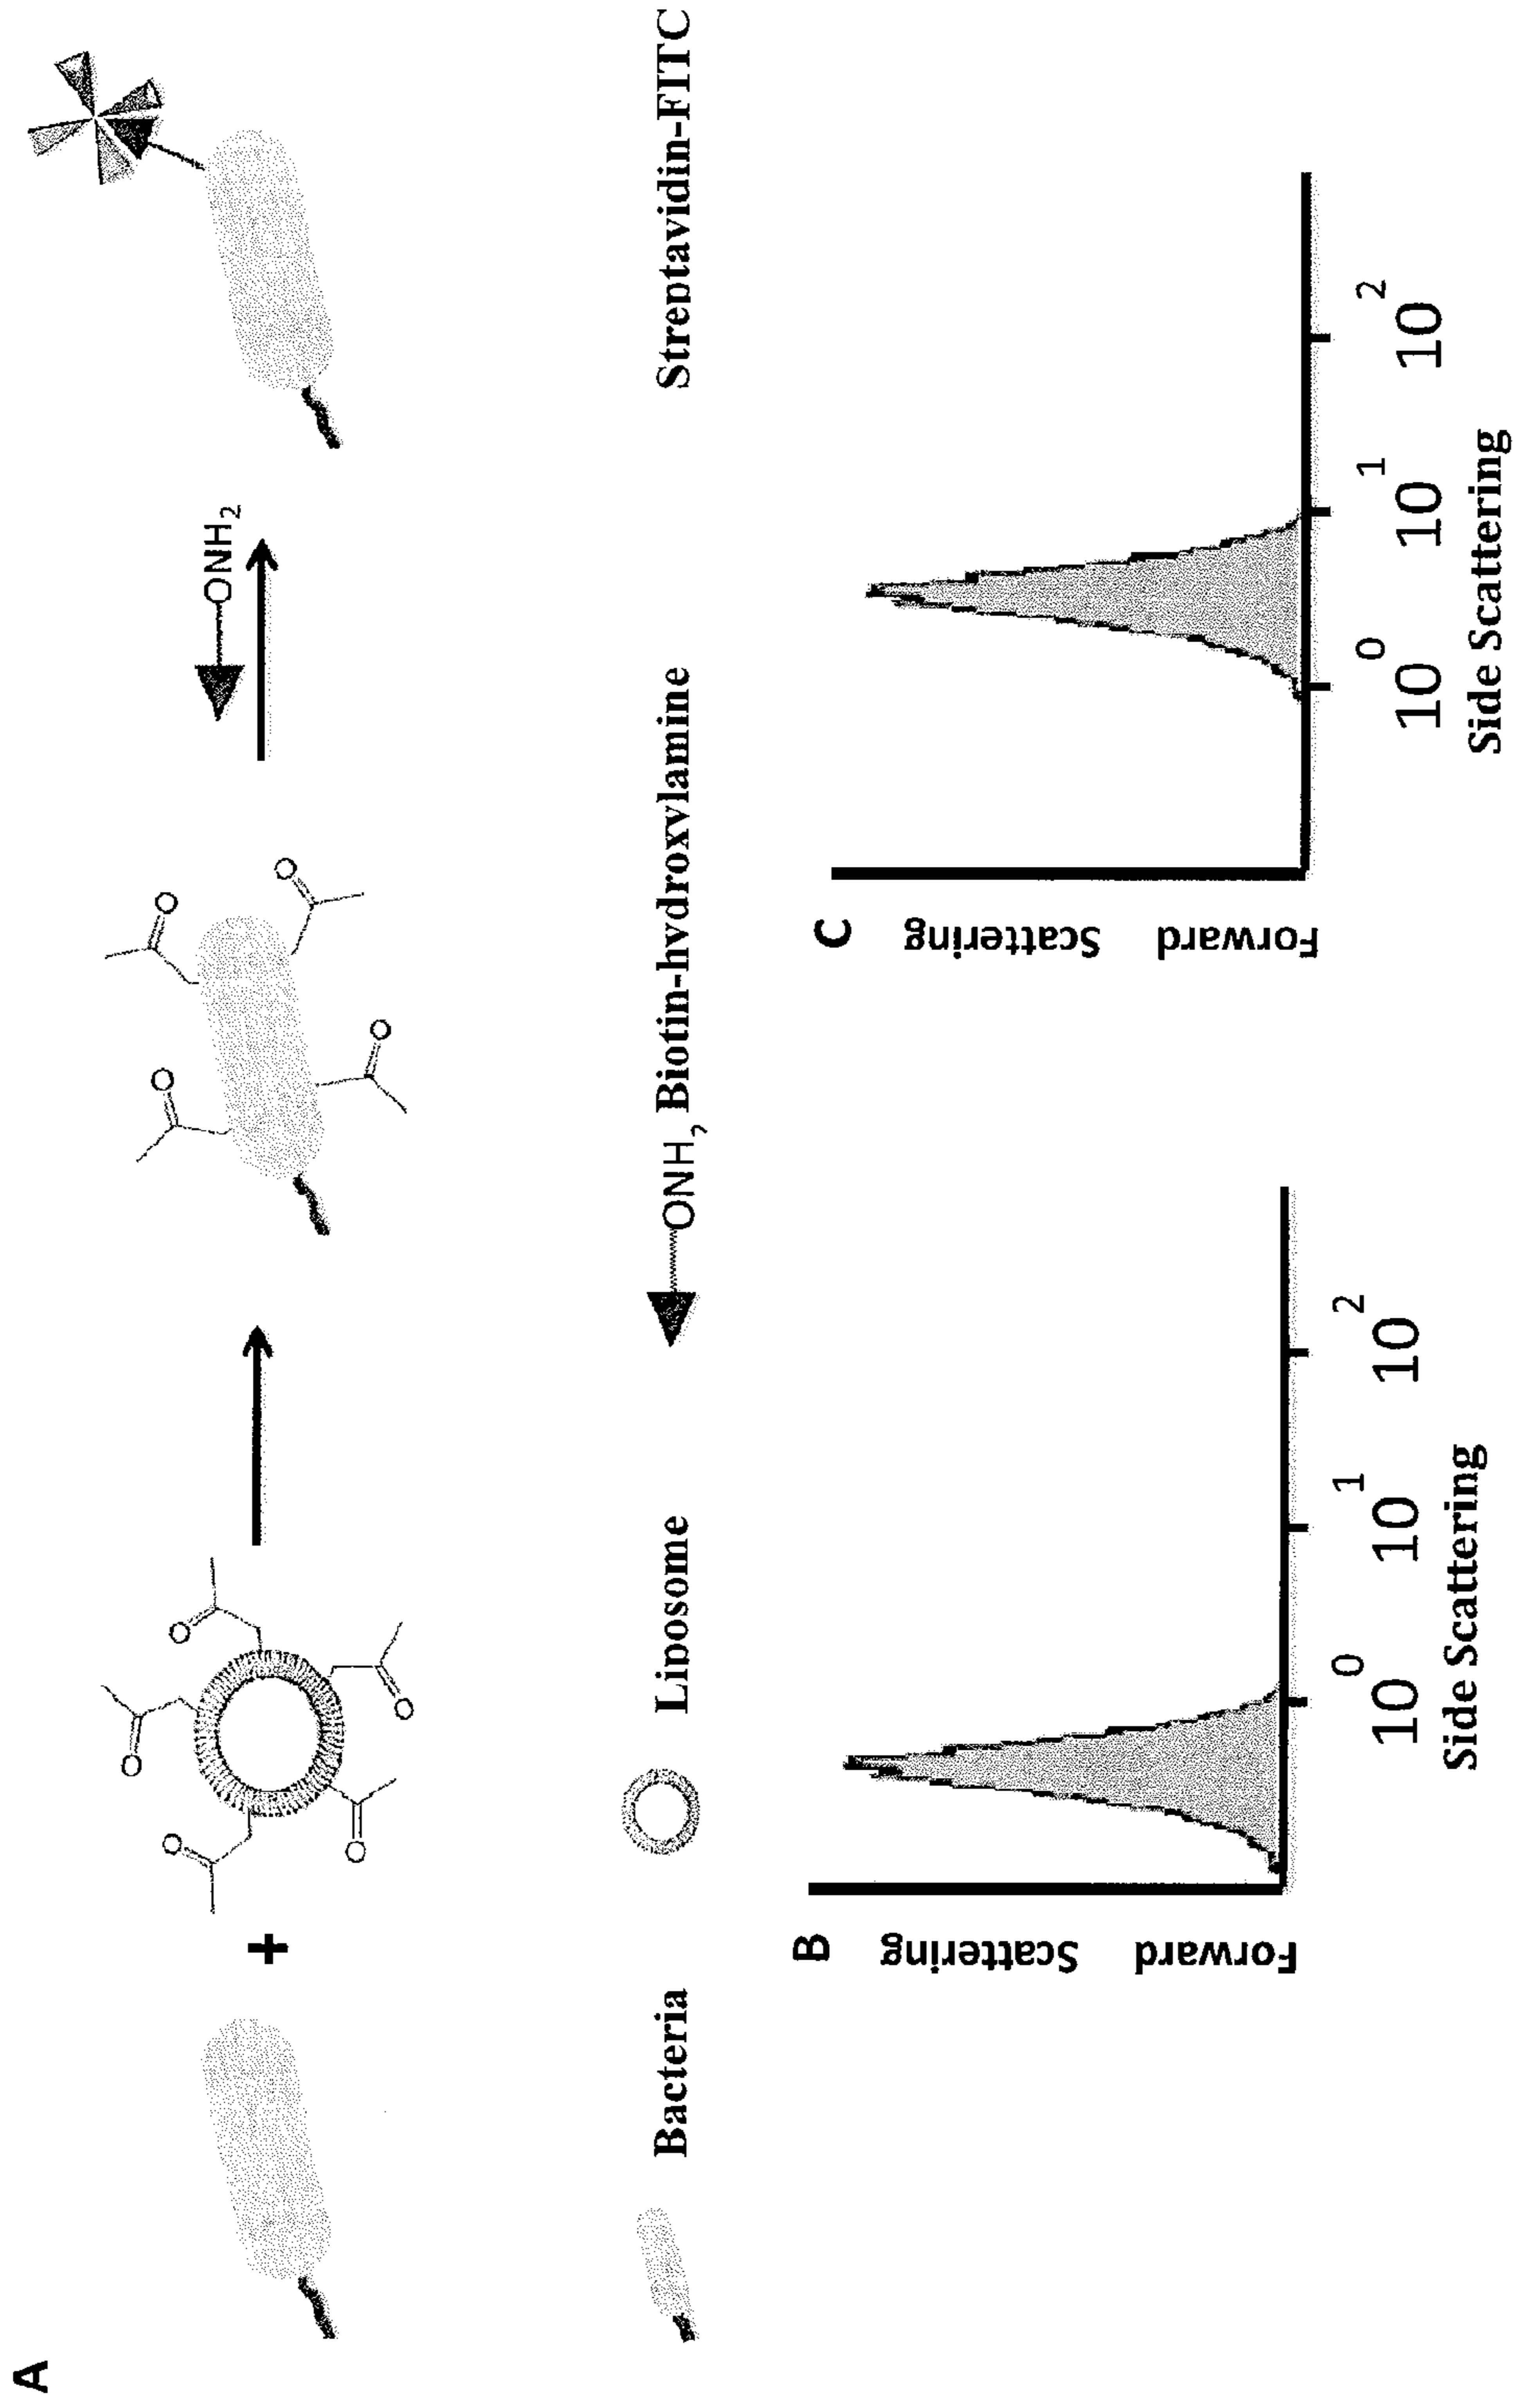 A
+
ONH2
Bacteria
Liposome
ONH2 Biotin-hydroxylamine
Streptavidin-FITC
B
Forward Scattering
10^0 10^1 10^2
Side Scattering
C
Forward Scattering
10^0 10^1 10^2
Side Scattering
O
O
O
O
O
O
O
O
O